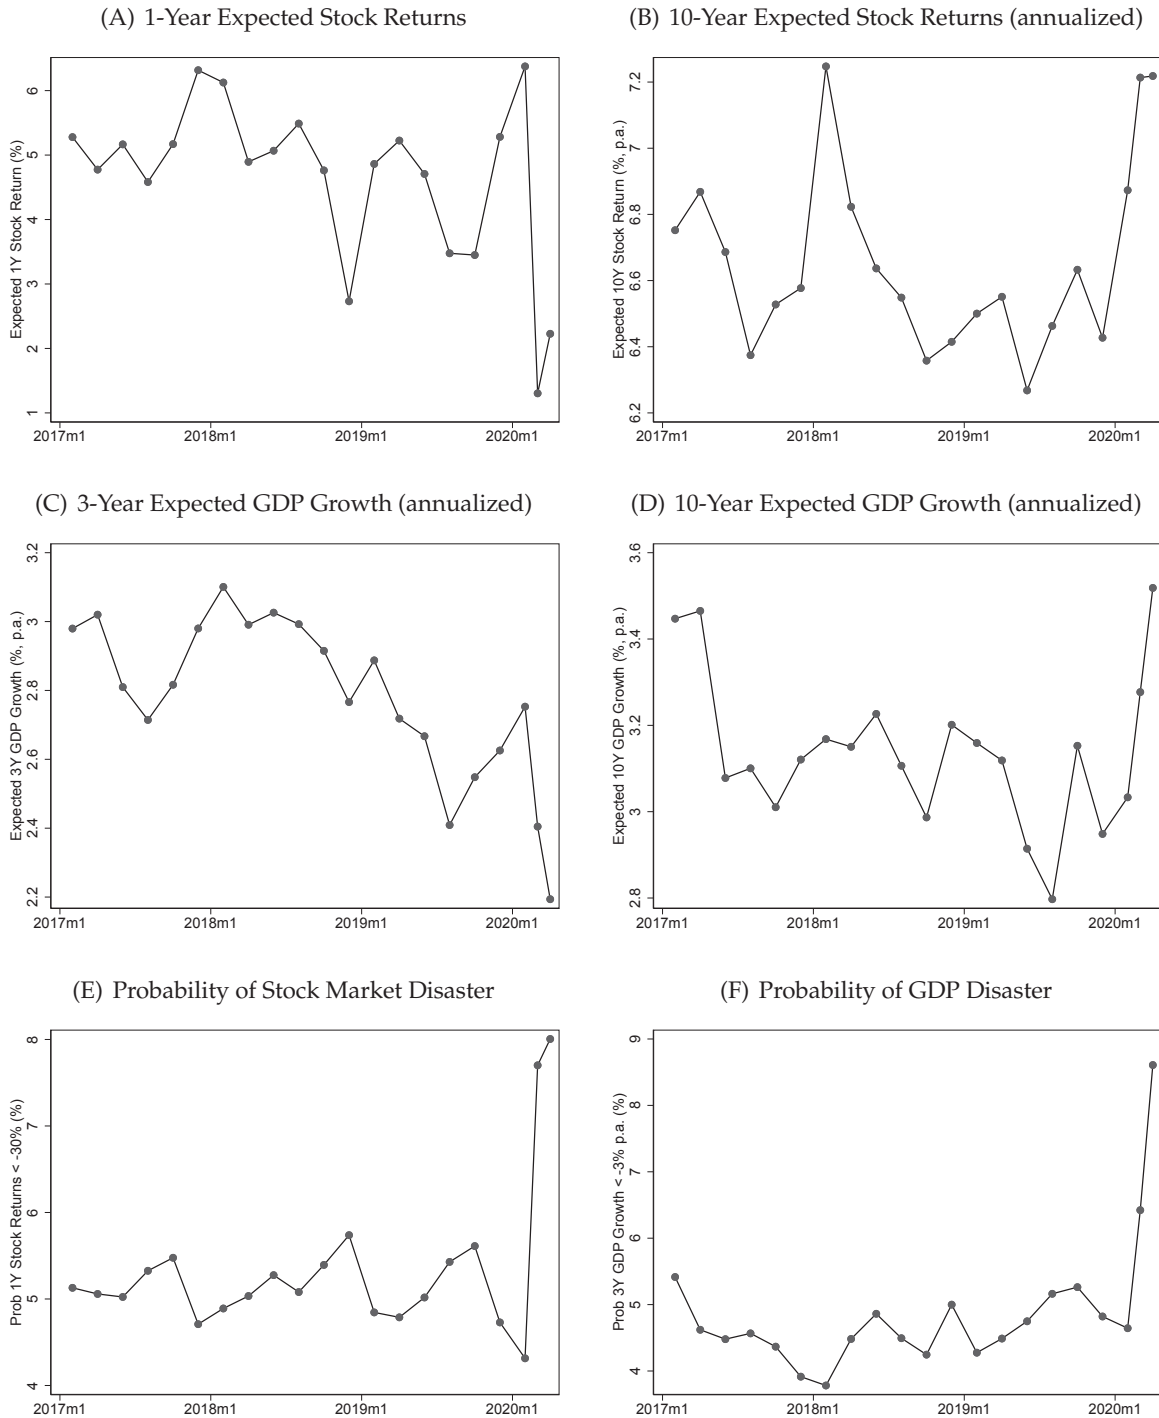 (A) 1-Year Expected Stock Returns
Expected 1Y Stock Return (%)
6
5
4
3
2
1
2017m1 2018m1 2019m1 2020m1
(B) 10-Year Expected Stock Returns (annualized)
Expected 10Y Stock Return (%, p.a.)
7.2
7
6.8
6.6
6.4
6.2
2017m1 2018m1 2019m1 2020m1
(C) 3-Year Expected GDP Growth (annualized)
Expected 3Y GDP Growth (%, p.a.)
3.2
3
2.8
2.6
2.4
2.2
2017m1 2018m1 2019m1 2020m1
(D) 10-Year Expected GDP Growth (annualized)
Expected 10Y GDP Growth (%, p.a.)
3.6
3.4
3.2
3
2.8
2017m1 2018m1 2019m1 2020m1
(E) Probability of Stock Market Disaster
Prob 1Y Stock Returns < -30% (%)
8
7
6
5
4
2017m1 2018m1 2019m1 2020m1
(F) Probability of GDP Disaster
Prob 3Y GDP Growth < -3% p.a. (%)
9
8
7
6
5
4
2017m1 2018m1 2019m1 2020m1